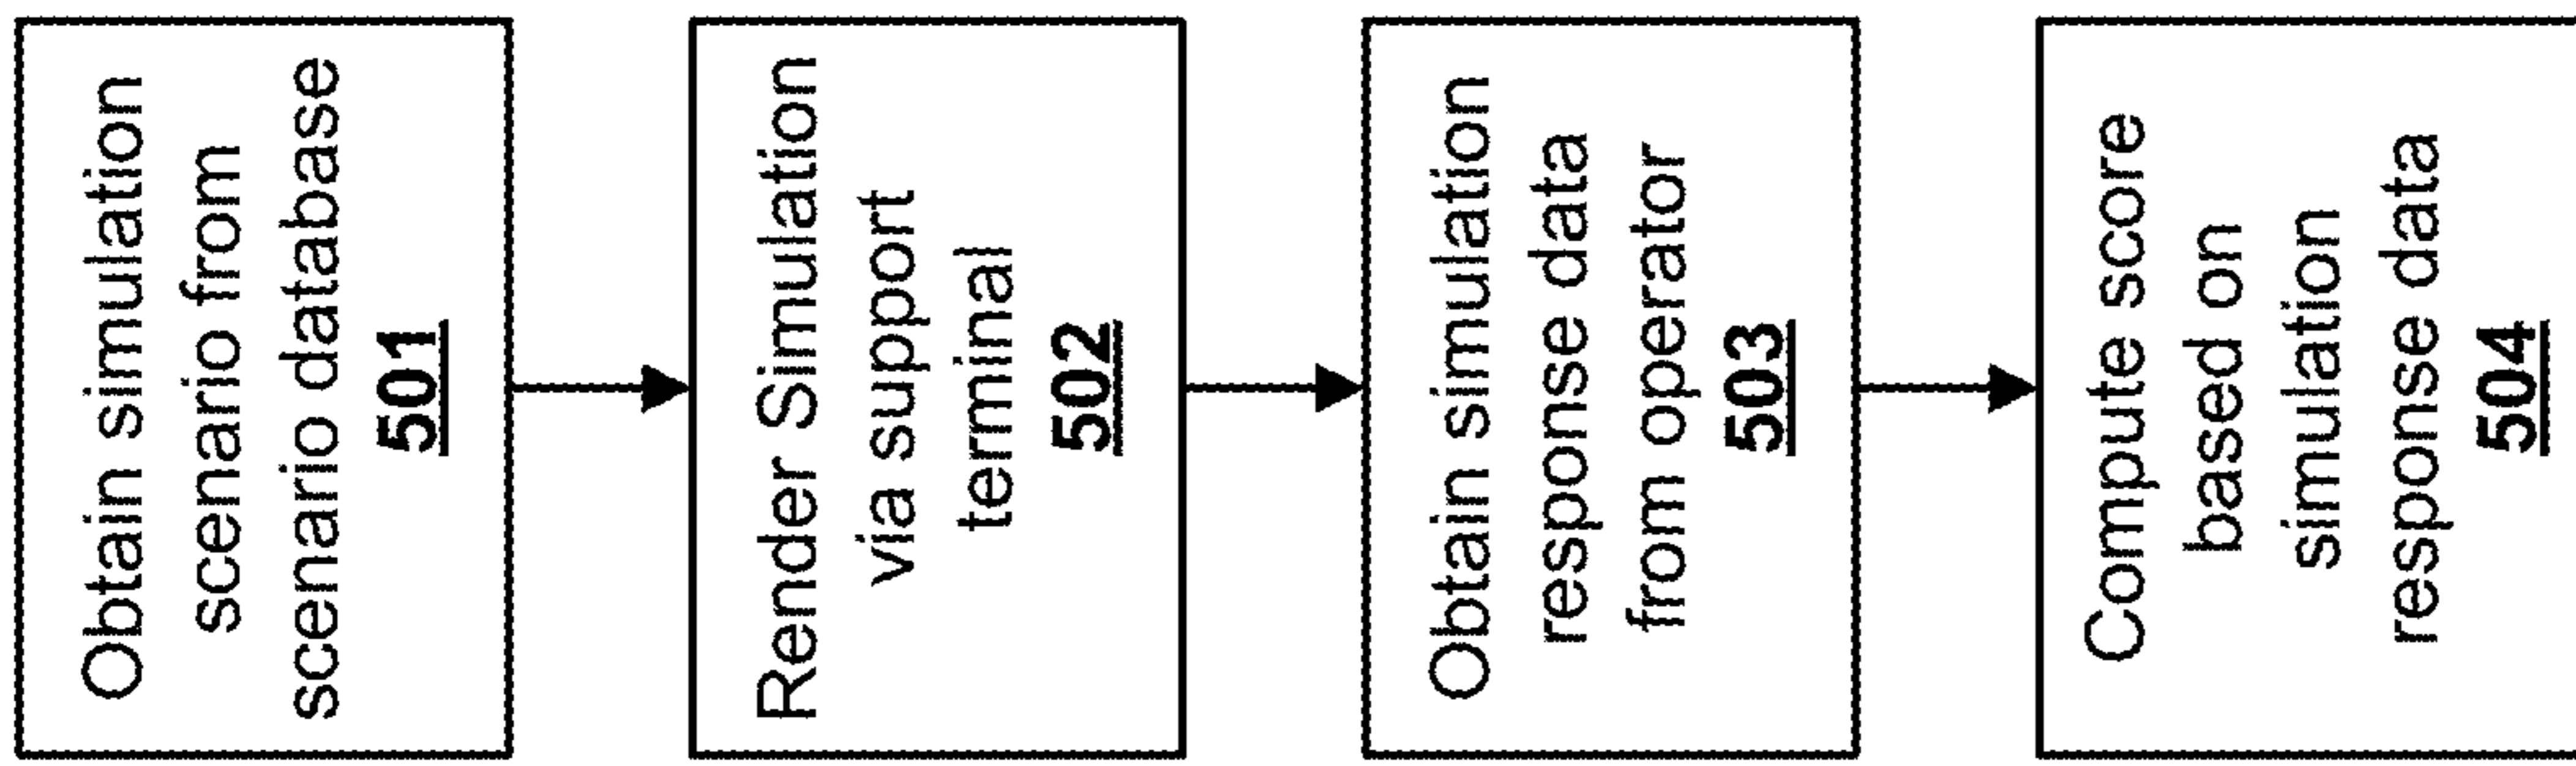 Obtain simulation
scenario from
scenario database
501
Render Simulation
via support
terminal
502
Obtain simulation
response data
from operator
503
Compute score
based on
simulation
response data
504